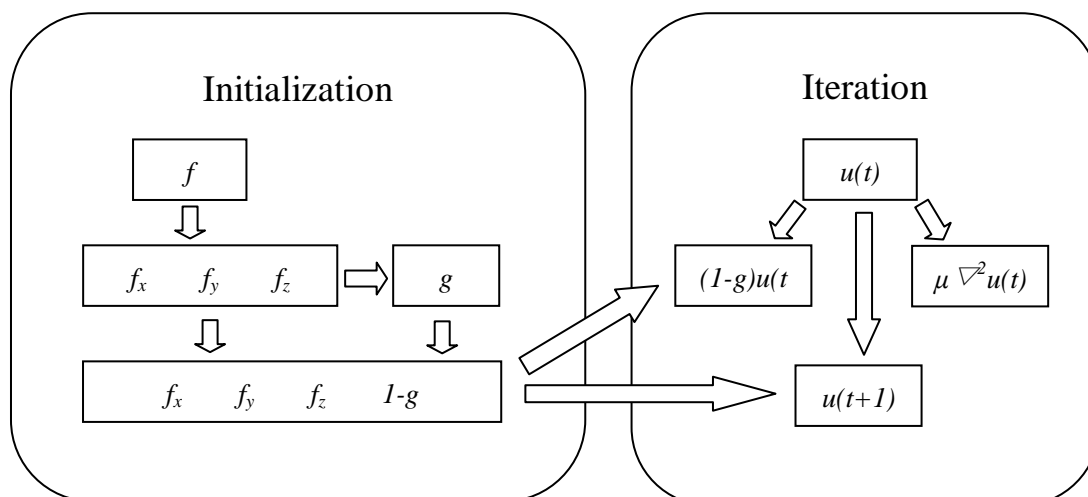 Initialization
f
fx fy fz
g
fx fy fz 1-g
Iteration
u(t)
(1-g)u(t
μ ▽²u(t)
u(t+1)